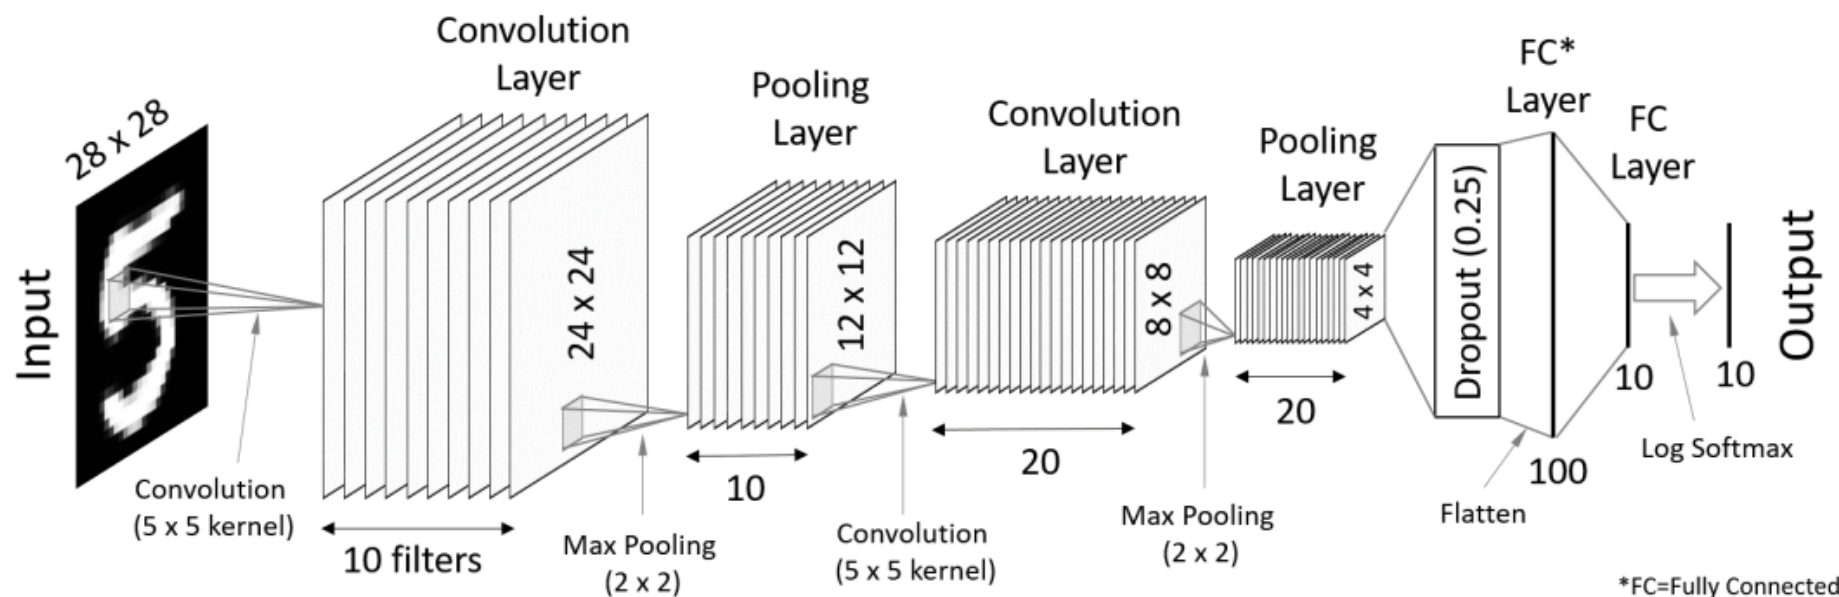 Input
28 x 28
Convolution
(5 x 5 kernel)
Convolution
Layer
24 x 24
10 filters
Max Pooling
(2 x 2)
Pooling
Layer
12 x 12
10
Convolution
(5 x 5 kernel)
Convolution
Layer
8 x 8
20
Max Pooling
(2 x 2)
Pooling
Layer
4 x 4
20
Dropout (0.25)
Flatten
FC*
Layer
100
FC
Layer
10
Log Softmax
10
Output
*FC=Fully Connected